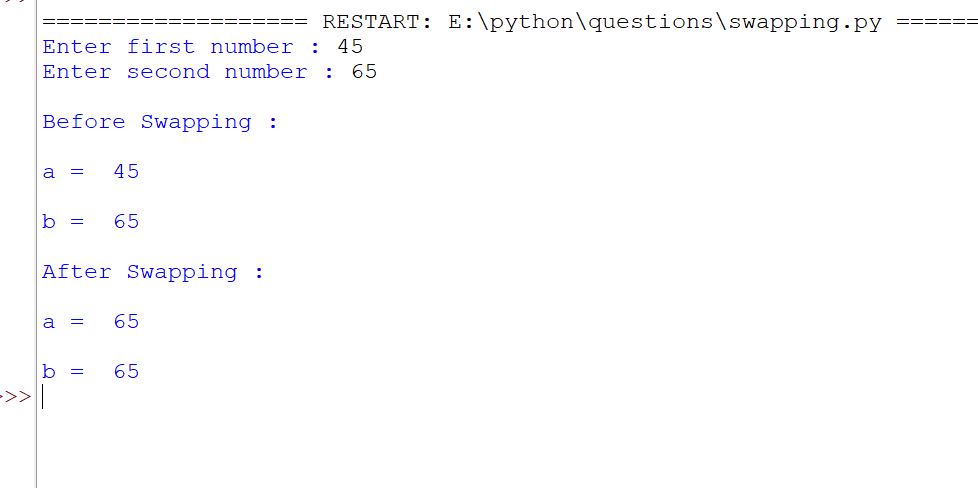 ==================== RESTART: E:\python\questions\swapping.py ======
Enter first number : 45
Enter second number : 65
Before Swapping :
a =  45
b =  65
After Swapping :
a =  65
b =  65
>>>